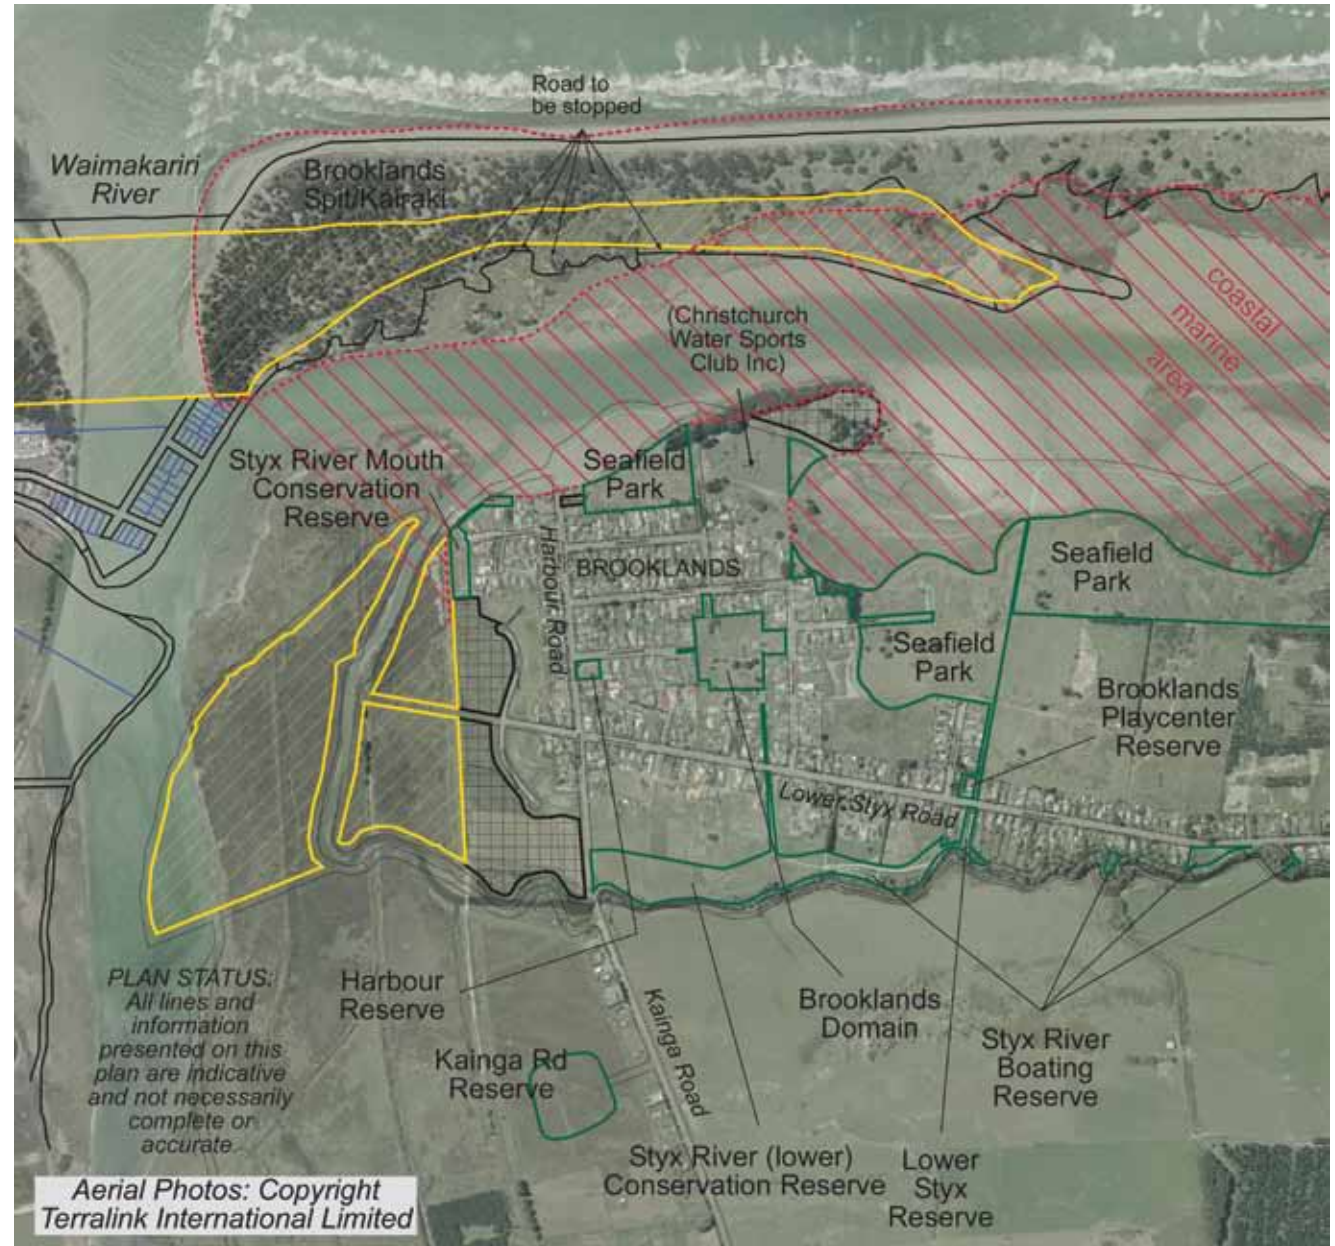 Road to
be stopped
Waimakariri
River
Brooklands
Spit/Kairaki
coastal
marine
area
(Christchurch
Water Sports
Club Inc)
Styx River Mouth
Conservation
Reserve
Seafield
Park
Harbour Road
BROOKLANDS
Seafield
Park
Seafield
Park
Brooklands
Playcenter
Reserve
Lower Styx Road
PLAN STATUS:
All lines and
information
presented on this
plan are indicative
and not necessarily
complete or
accurate.
Harbour
Reserve
Kainga Road
Brooklands
Domain
Styx River
Boating
Reserve
Kainga Rd
Reserve
Styx River (lower)
Conservation Reserve
Lower
Styx
Reserve
Aerial Photos: Copyright
Terralink International Limited